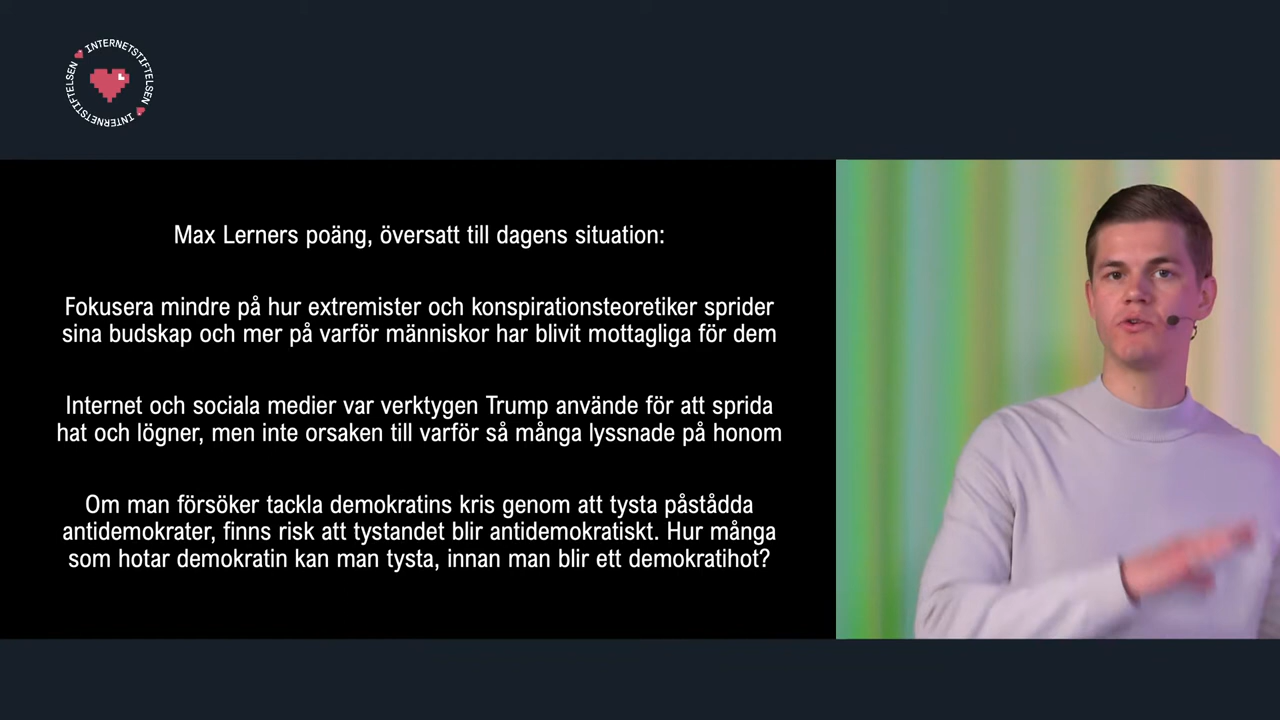 INTERNETSTIFTELSEN
INTERNETSTIFTELSEN
Max Lerners poäng, översatt till dagens situation:
Fokusera mindre på hur extremister och konspirationsteoretiker sprider
sina budskap och mer på varför människor har blivit mottagliga för dem
Internet och sociala medier var verktygen Trump använde för att sprida
hat och lögner, men inte orsaken till varför så många lyssnade på honom
Om man försöker tackla demokratins kris genom att tysta påstådda
antidemokrater, finns risk att tystandet blir antidemokratiskt. Hur många
som hotar demokratin kan man tysta, innan man blir ett demokratihot?